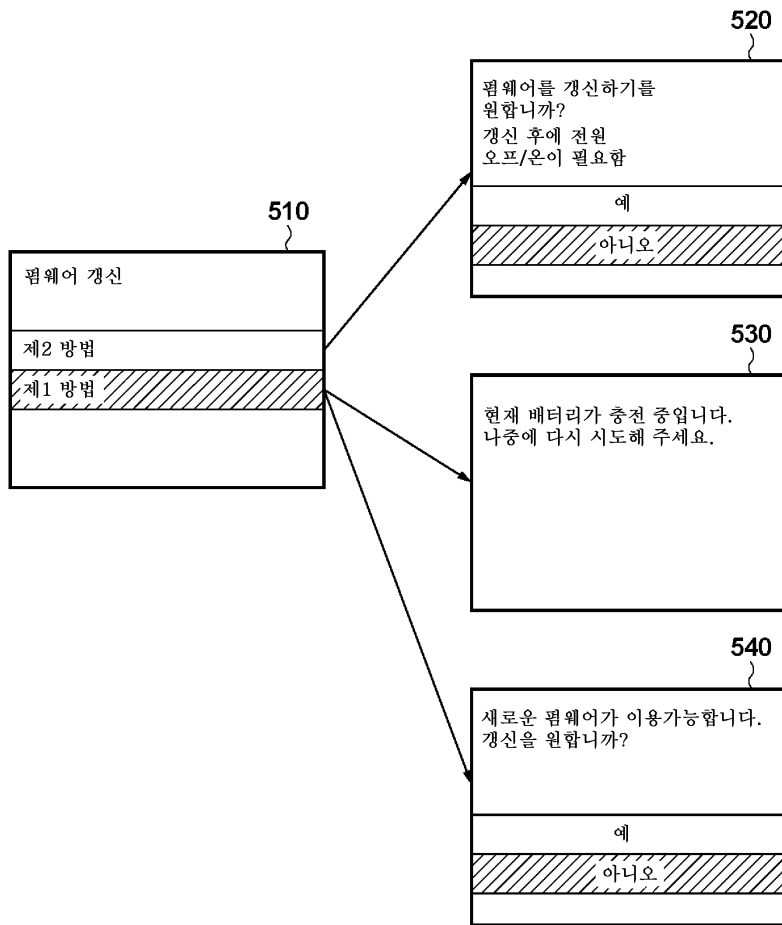 510
펌웨어 갱신
제2 방법
제1 방법
520
펌웨어를 갱신하기를
원합니까?
갱신 후에 전원
오프/온이 필요함
예
아니오
530
현재 배터리가 충전 중입니다.
나중에 다시 시도해 주세요.
540
새로운 펌웨어가 이용가능합니다.
갱신을 원합니까?
예
아니오